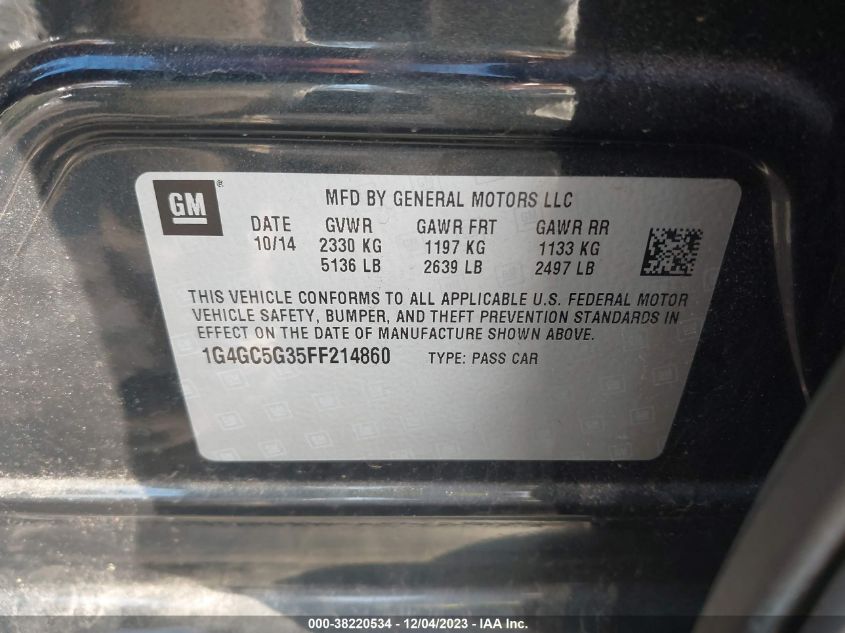 GM®
MFD BY GENERAL MOTORS LLC
DATE GVWR GAWR FRT GAWR RR
10/14 2330 KG 1197 KG 1133 KG
5136 LB 2639 LB 2497 LB
THIS VEHICLE CONFORMS TO ALL APPLICABLE U.S. FEDERAL MOTOR
VEHICLE SAFETY, BUMPER, AND THEFT PREVENTION STANDARDS IN
EFFECT ON THE DATE OF MANUFACTURE SHOWN ABOVE.
1G4GC5G35FF214860 TYPE: PASS CAR
000-38220534 - 12/04/2023 - IAA Inc.